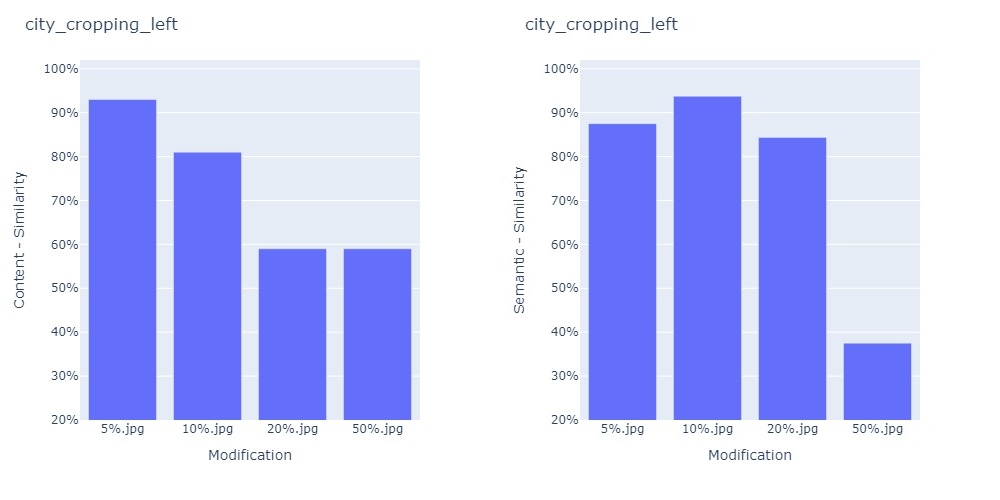 city_cropping_left
100%
90%
80%
70%
60%
50%
40%
30%
20%
Content - Similarity
5%.jpg 10%.jpg 20%.jpg 50%.jpg
Modification
city_cropping_left
100%
90%
80%
70%
60%
50%
40%
30%
20%
Semantic - Similarity
5%.jpg 10%.jpg 20%.jpg 50%.jpg
Modification